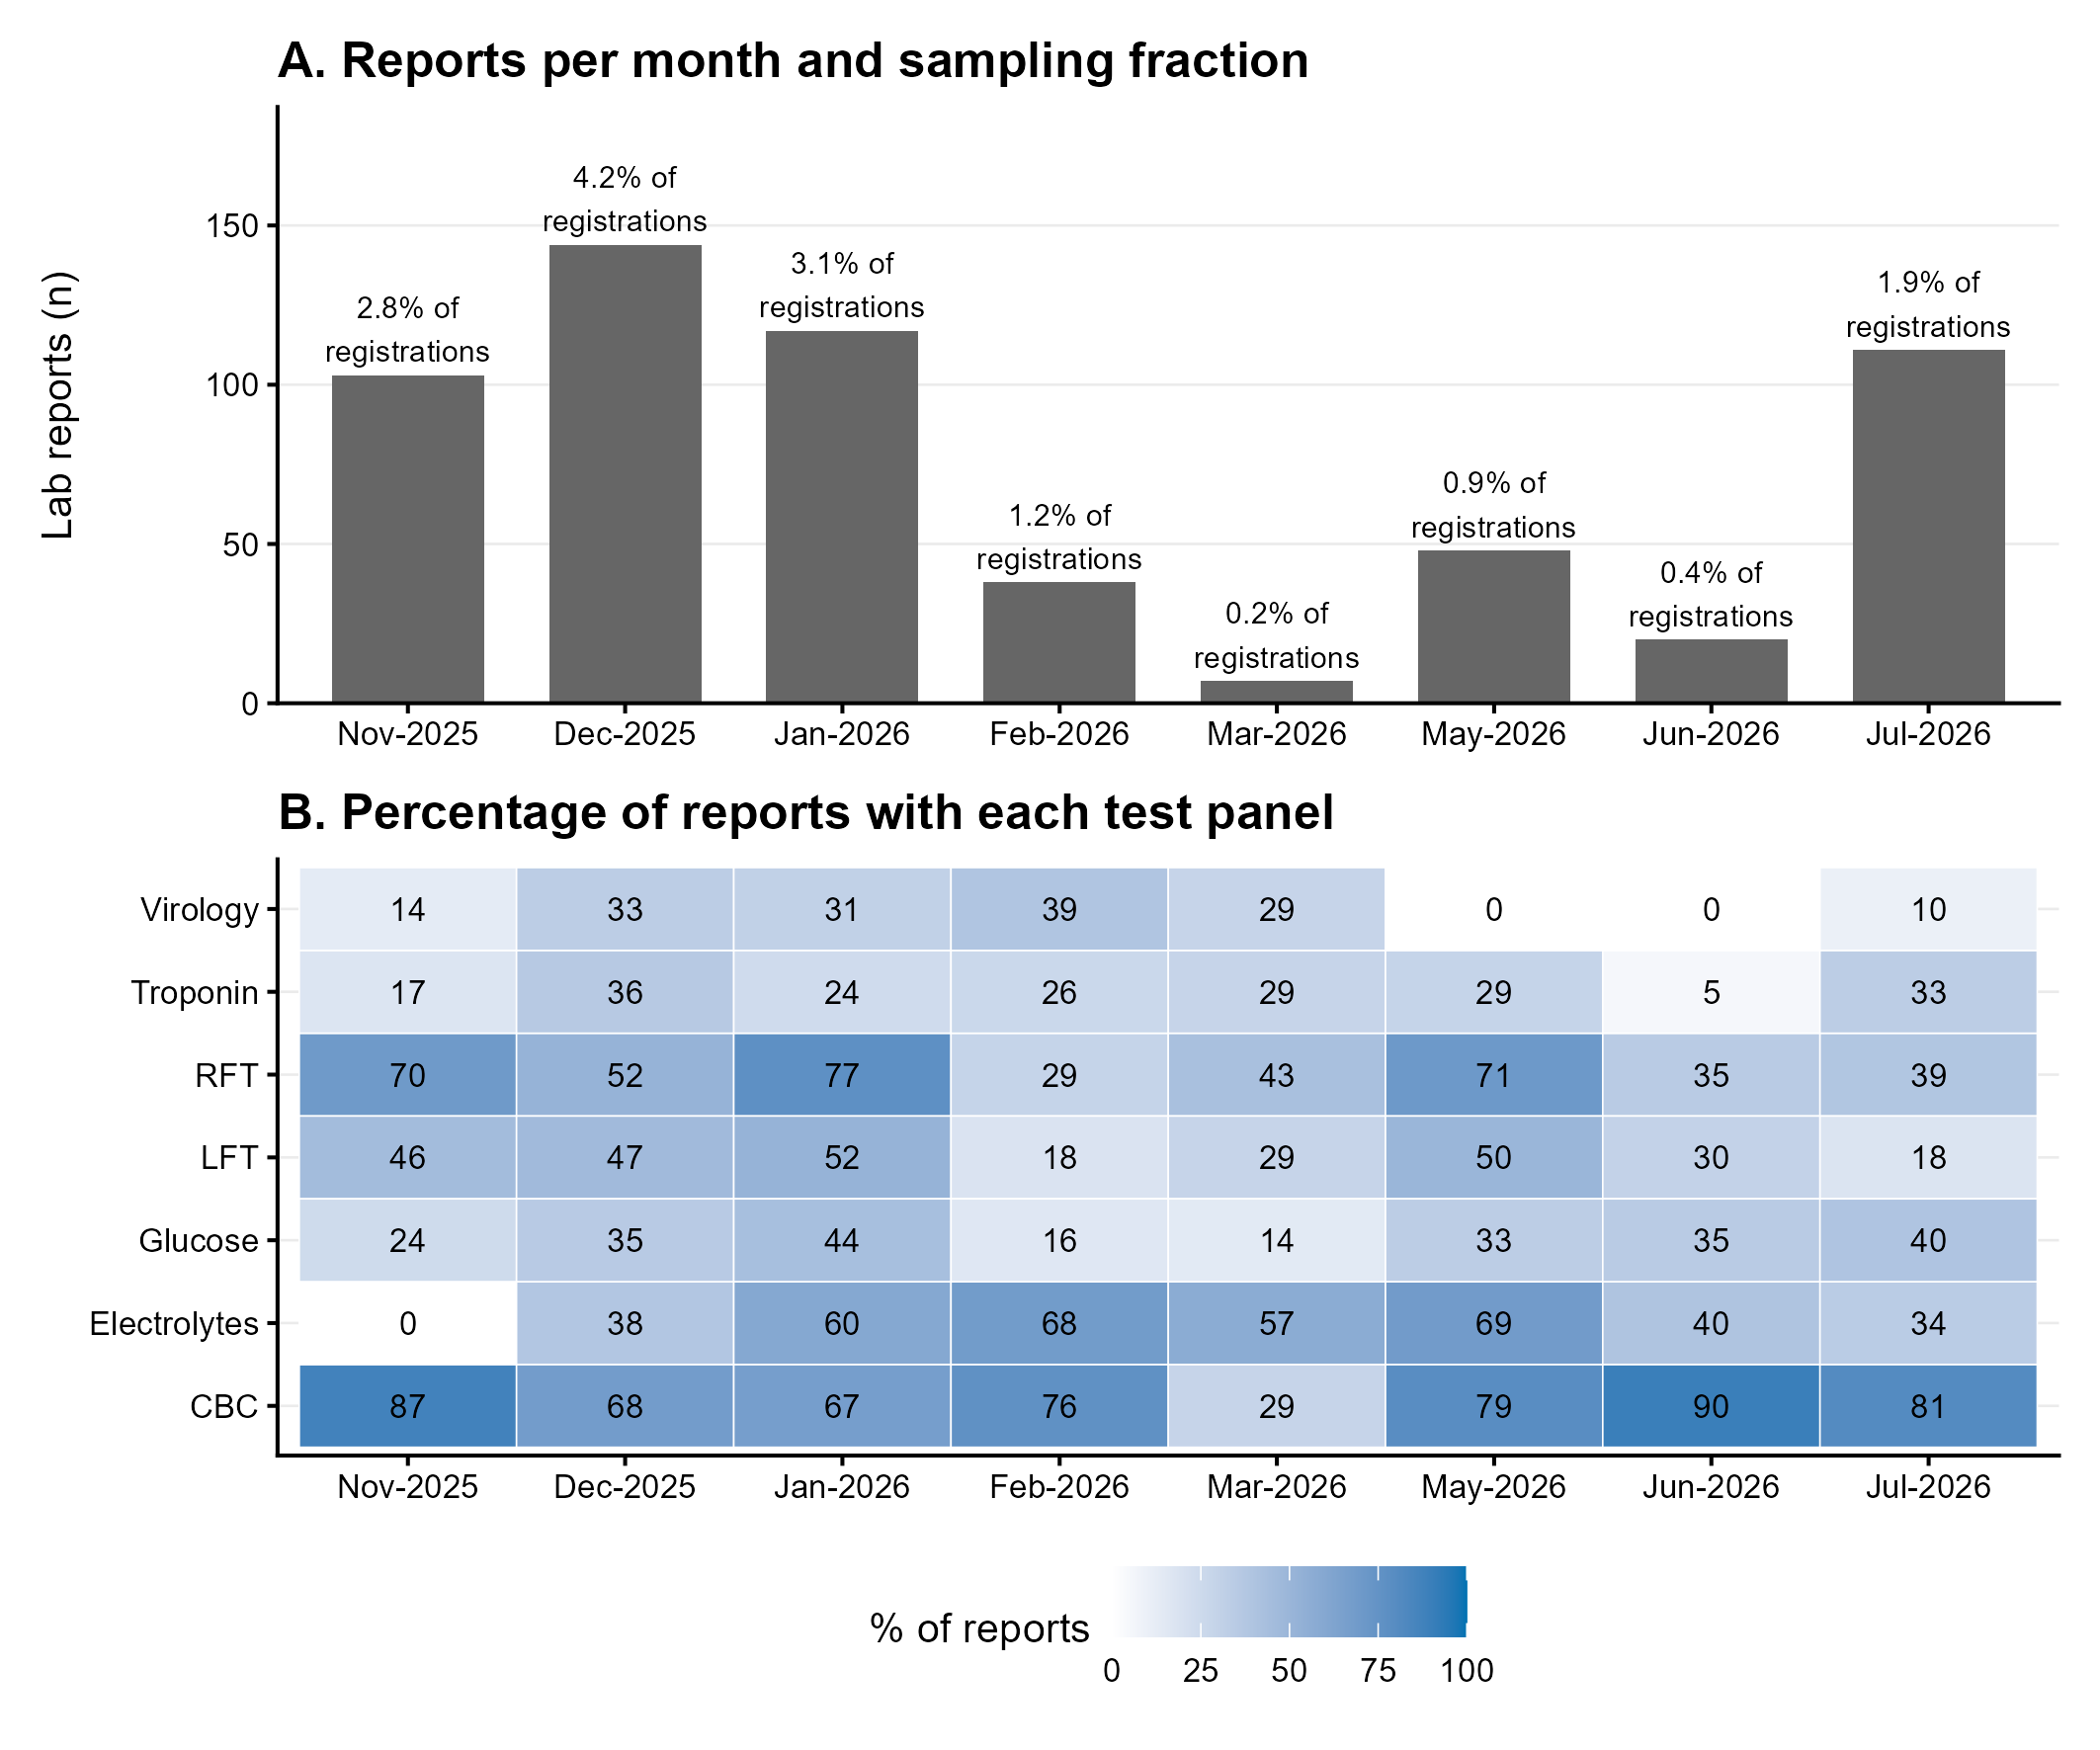 A. Reports per month and sampling fraction
Lab reports (n)
150
100
50
0
2.8% of
registrations
4.2% of
registrations
3.1% of
registrations
1.2% of
registrations
0.2% of
registrations
0.9% of
registrations
0.4% of
registrations
1.9% of
registrations
Nov-2025 Dec-2025 Jan-2026 Feb-2026 Mar-2026 May-2026 Jun-2026 Jul-2026
B. Percentage of reports with each test panel
Virology 14 33 31 39 29 0 0 10
Troponin 17 36 24 26 29 29 5 33
RFT 70 52 77 29 43 71 35 39
LFT 46 47 52 18 29 50 30 18
Glucose 24 35 44 16 14 33 35 40
Electrolytes 0 38 60 68 57 69 40 34
CBC 87 68 67 76 29 79 90 81
Nov-2025 Dec-2025 Jan-2026 Feb-2026 Mar-2026 May-2026 Jun-2026 Jul-2026
% of reports
0 25 50 75 100